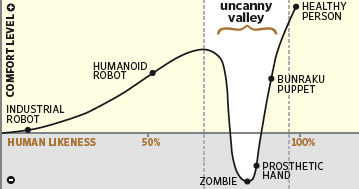 uncanny
valley
HEALTHY
PERSON
COMFORT LEVEL
HUMANOID
ROBOT
BUNRAKU
PUPPET
INDUSTRIAL
ROBOT
HUMAN LIKENESS
50%
100%
PROSTHETIC
HAND
ZOMBIE